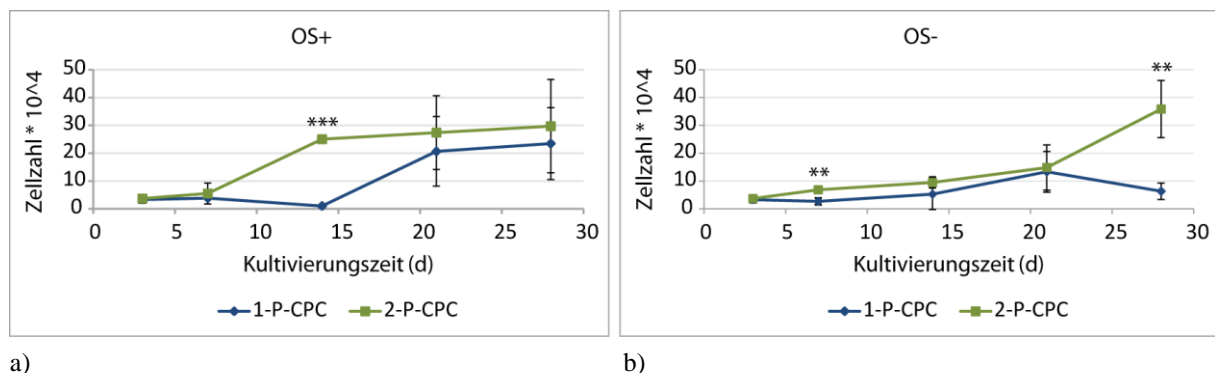 OS+
50
40
30
20
10
0
Zellzahl * 10^4
***
0 5 10 15 20 25 30
Kultivierungszeit (d)
1-P-CPC 2-P-CPC
a)
OS-
50
40
30
20
10
0
Zellzahl * 10^4
**
**
0 5 10 15 20 25 30
Kultivierungszeit (d)
1-P-CPC 2-P-CPC
b)